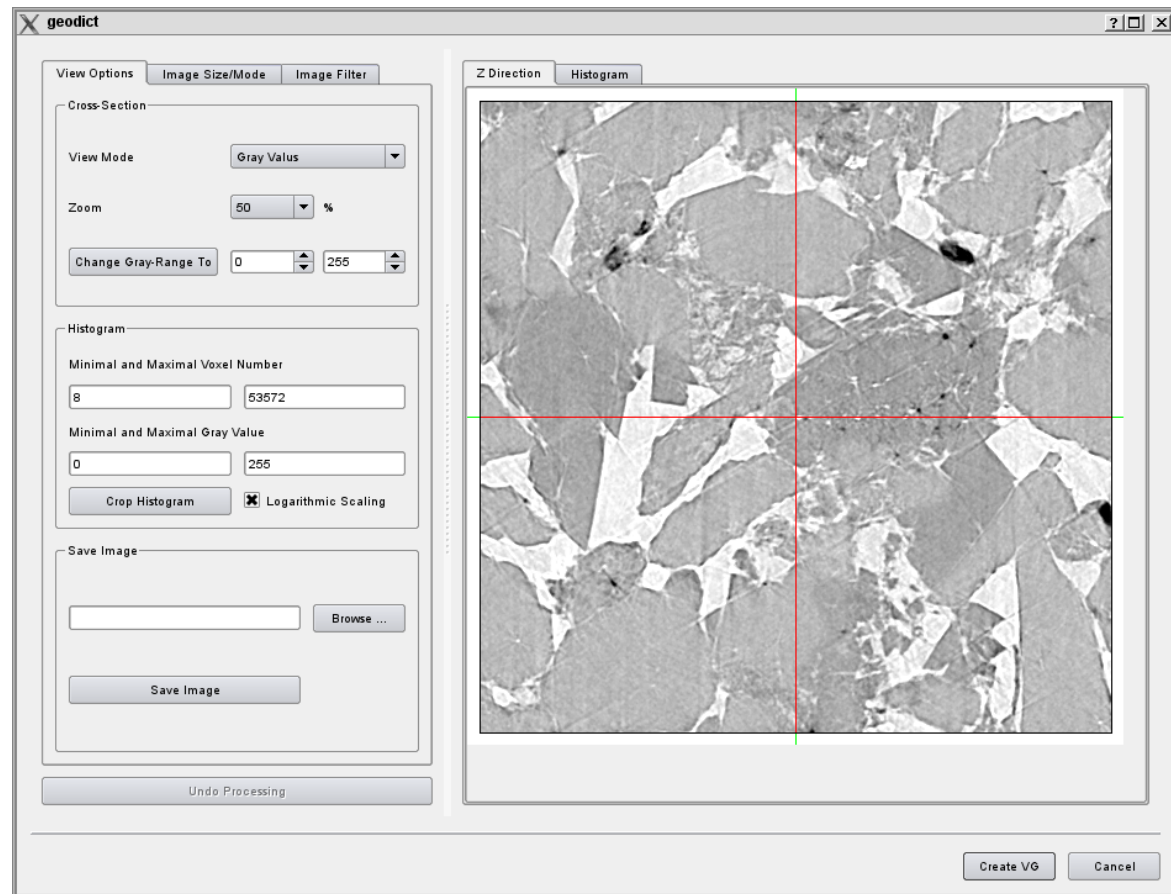 geodict
View Options Image Size/Mode Image Filter
Cross-Section
View Mode Gray Valus
Zoom 50 %
Change Gray-Range To 0 255
Histogram
Minimal and Maximal Voxel Number
8 53572
Minimal and Maximal Gray Value
0 255
Crop Histogram Logarithmic Scaling
Save Image
Browse ...
Save Image
Undo Processing
Z Direction Histogram
Create VG Cancel